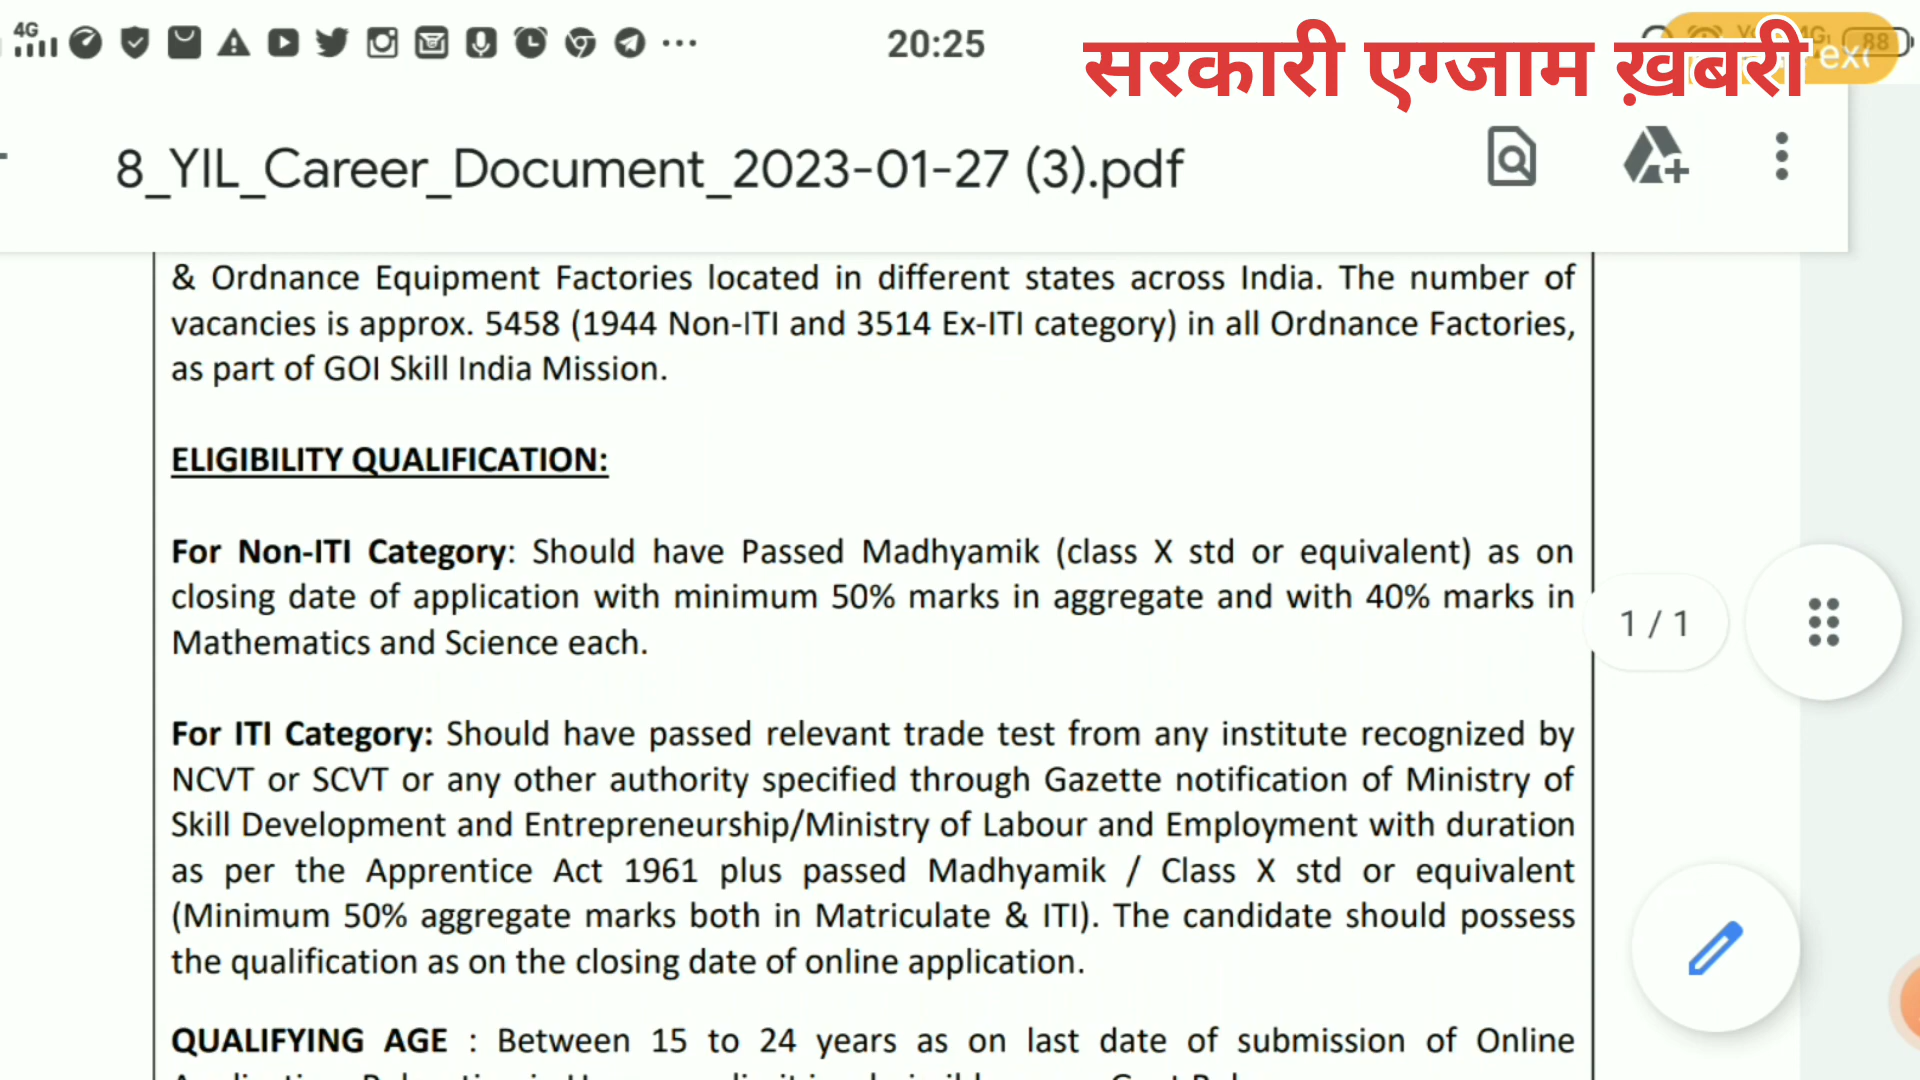 4G
20:25
सरकारी एग्जाम ख़बरी
88
8_YIL_Career_Document_2023-01-27 (3).pdf
& Ordnance Equipment Factories located in different states across India. The number of
vacancies is approx. 5458 (1944 Non-ITI and 3514 Ex-ITI category) in all Ordnance Factories,
as part of GOI Skill India Mission.
ELIGIBILITY QUALIFICATION:
For Non-ITI Category: Should have Passed Madhyamik (class X std or equivalent) as on
closing date of application with minimum 50% marks in aggregate and with 40% marks in
Mathematics and Science each.
1 / 1
For ITI Category: Should have passed relevant trade test from any institute recognized by
NCVT or SCVT or any other authority specified through Gazette notification of Ministry of
Skill Development and Entrepreneurship/Ministry of Labour and Employment with duration
as per the Apprentice Act 1961 plus passed Madhyamik / Class X std or equivalent
(Minimum 50% aggregate marks both in Matriculate & ITI). The candidate should possess
the qualification as on the closing date of online application.
QUALIFYING AGE : Between 15 to 24 years as on last date of submission of Online